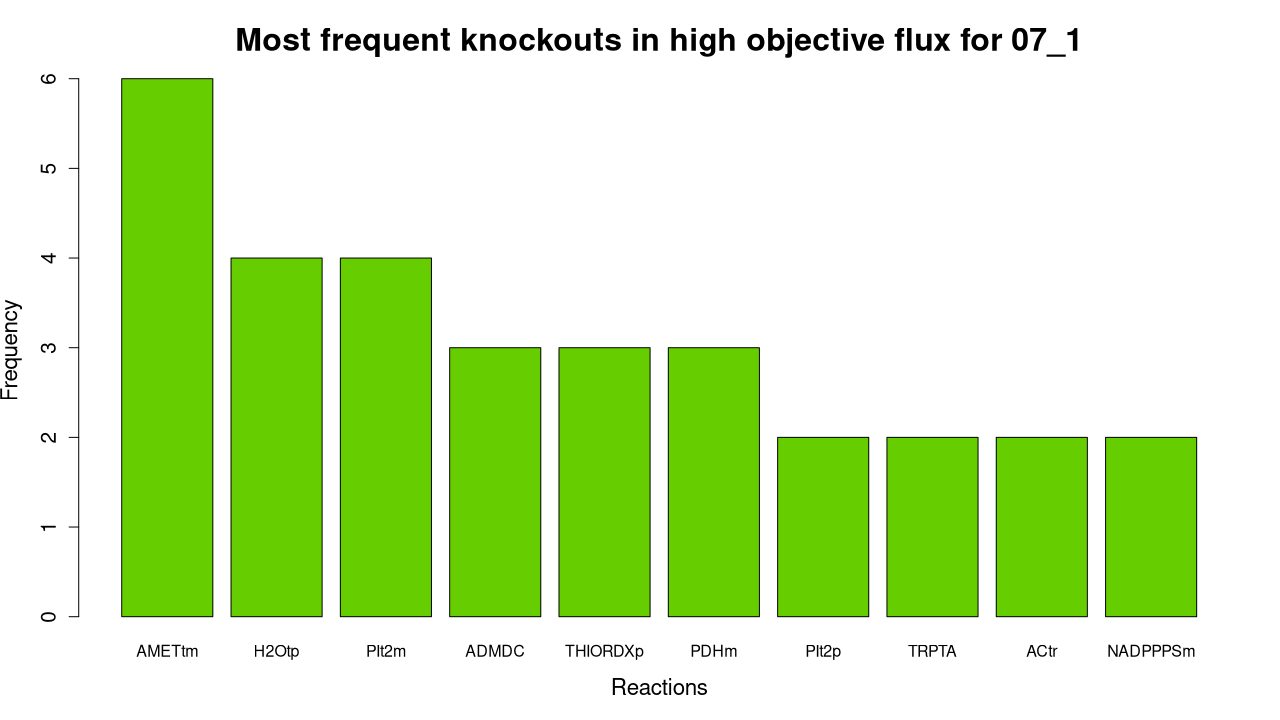 Most frequent knockouts in high objective flux for 07_1
Frequency
6
5
4
3
2
1
0
AMETtm H2Otp PIt2m ADMDC THIORDXp PDHm PIt2p TRPTA ACtr NADPPPSm
Reactions